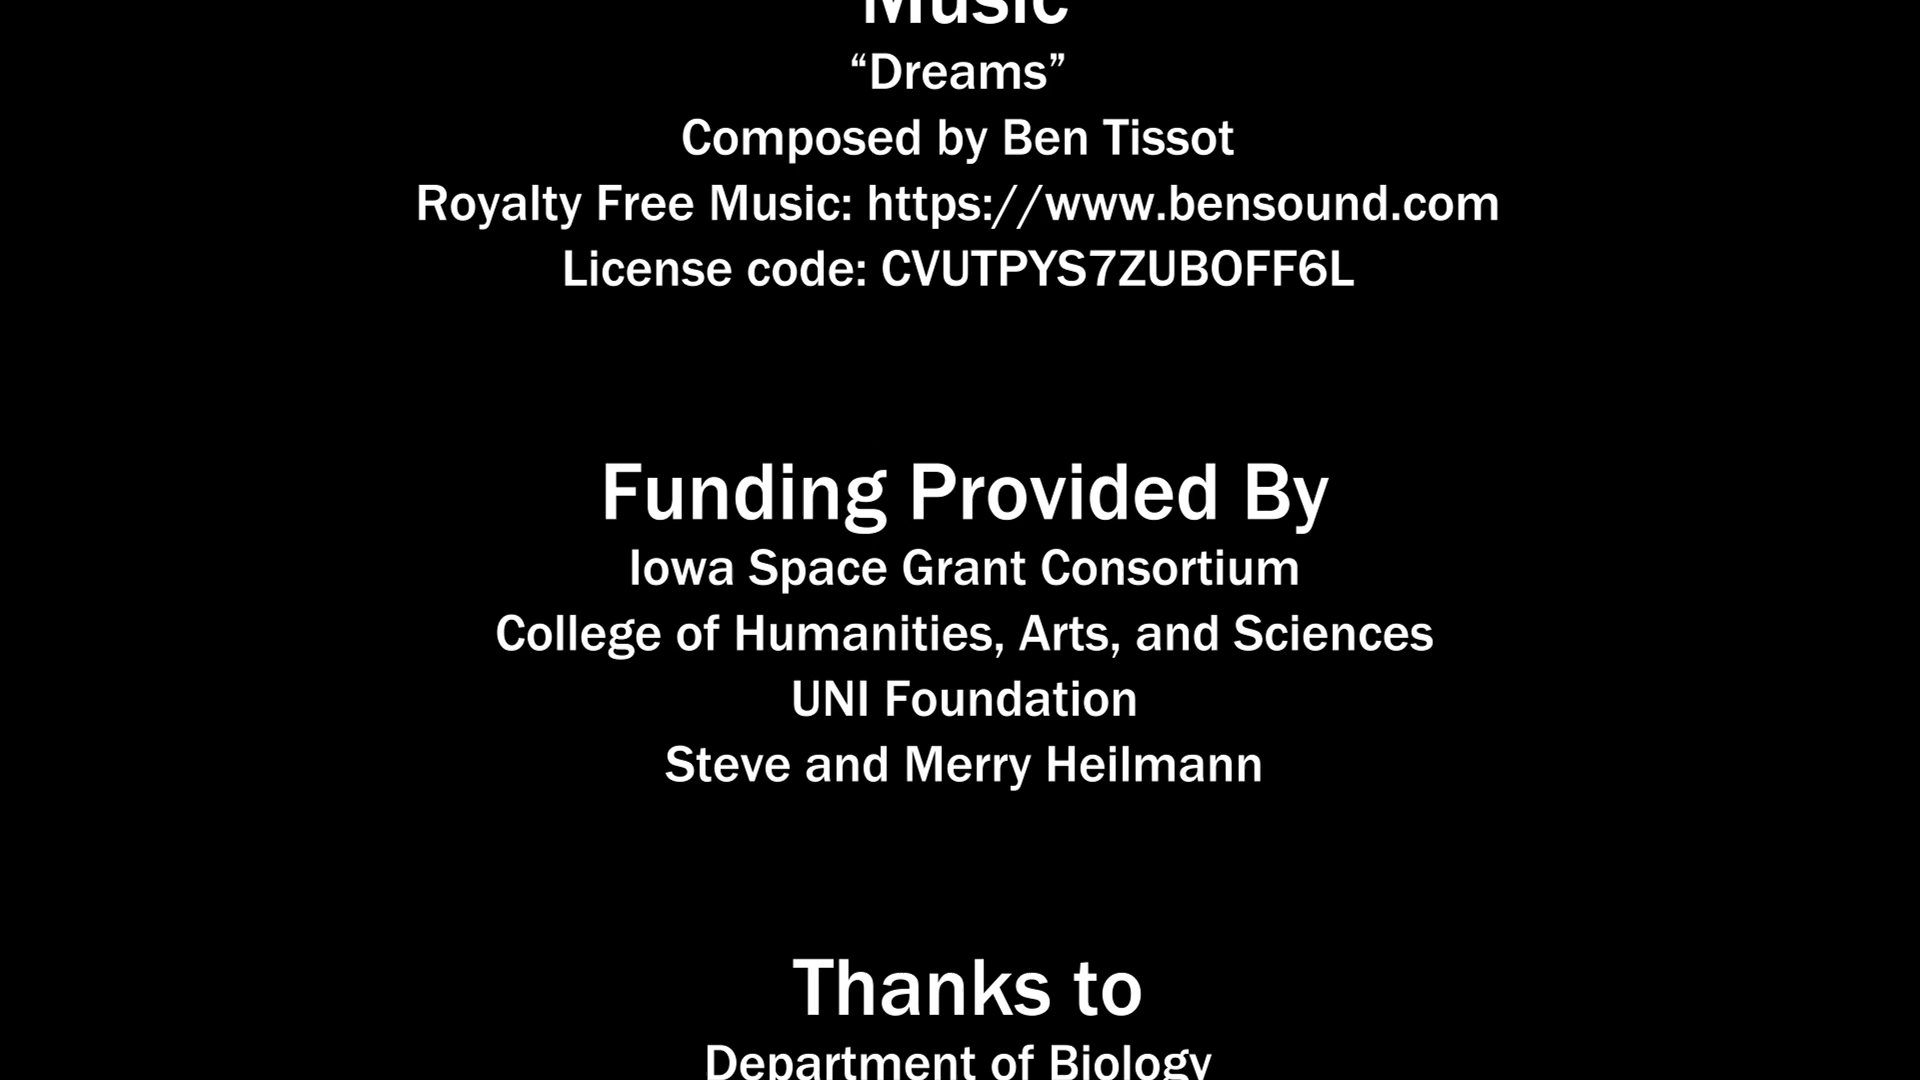 Music
“Dreams”
Composed by Ben Tissot
Royalty Free Music: https://www.bensound.com
License code: CVUTPYS7ZUBOFF6L
Funding Provided By
Iowa Space Grant Consortium
College of Humanities, Arts, and Sciences
UNI Foundation
Steve and Merry Heilmann
Thanks to
Department of Biology